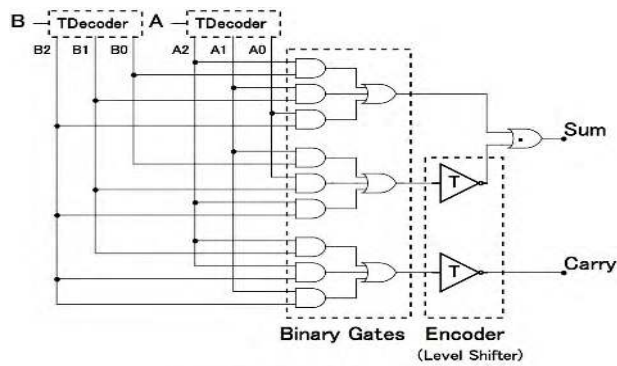 B TDecoder A TDecoder
B2 B1 B0 A2 A1 A0
Sum
T
T
Carry
Binary Gates Encoder
(Level Shifter)